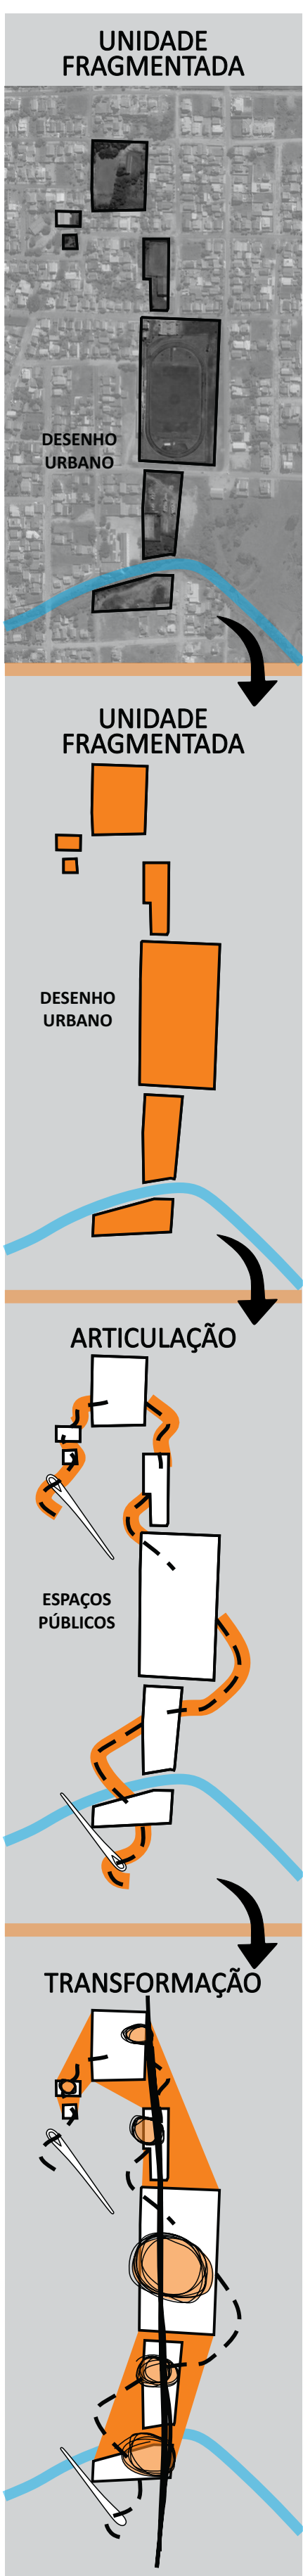 UNIDADE
FRAGMENTADA
DESENHO
URBANO
UNIDADE
FRAGMENTADA
DESENHO
URBANO
ARTICULAÇÃO
ESPAÇOS
PÚBLICOS
TRANSFORMAÇÃO